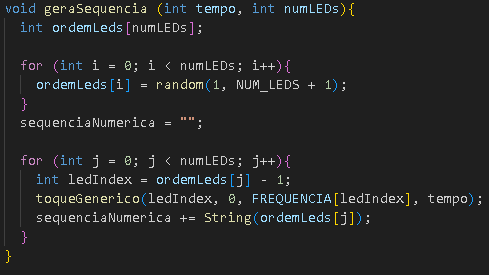 void geraSequencia (int tempo, int numLEDs){
  int ordemLeds[numLEDs];

  for (int i = 0; i < numLEDs; i++){
    ordemLeds[i] = random(1, NUM_LEDS + 1);
  }
  sequenciaNumerica = "";

  for (int j = 0; j < numLEDs; j++){
    int ledIndex = ordemLeds[j] - 1;
    toqueGenerico(ledIndex, 0, FREQUENCIA[ledIndex], tempo);
    sequenciaNumerica += String(ordemLeds[j]);
  }
}